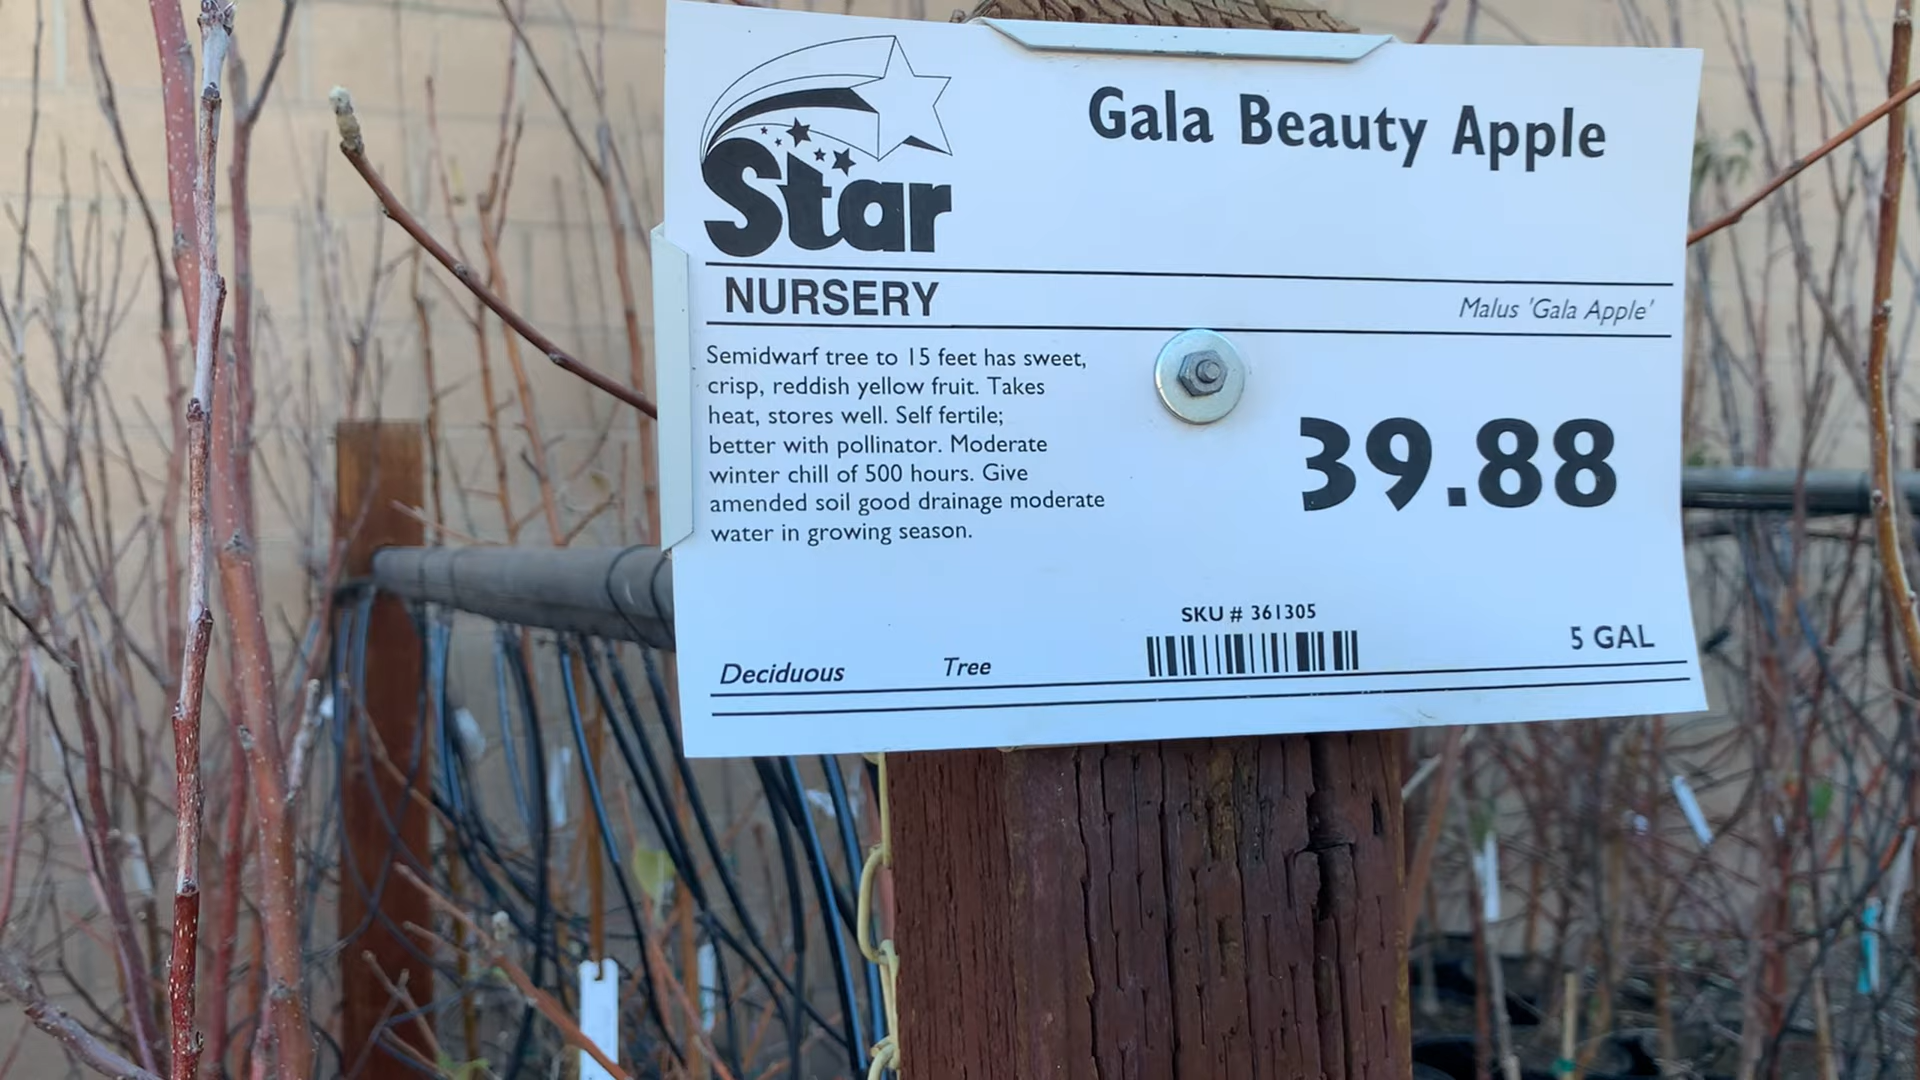 Star
NURSERY
Gala Beauty Apple
Malus 'Gala Apple'
Semidwarf tree to 15 feet has sweet,
crisp, reddish yellow fruit. Takes
heat, stores well. Self fertile;
better with pollinator. Moderate
winter chill of 500 hours. Give
amended soil good drainage moderate
water in growing season.
39.88
SKU # 361305
5 GAL
Deciduous Tree